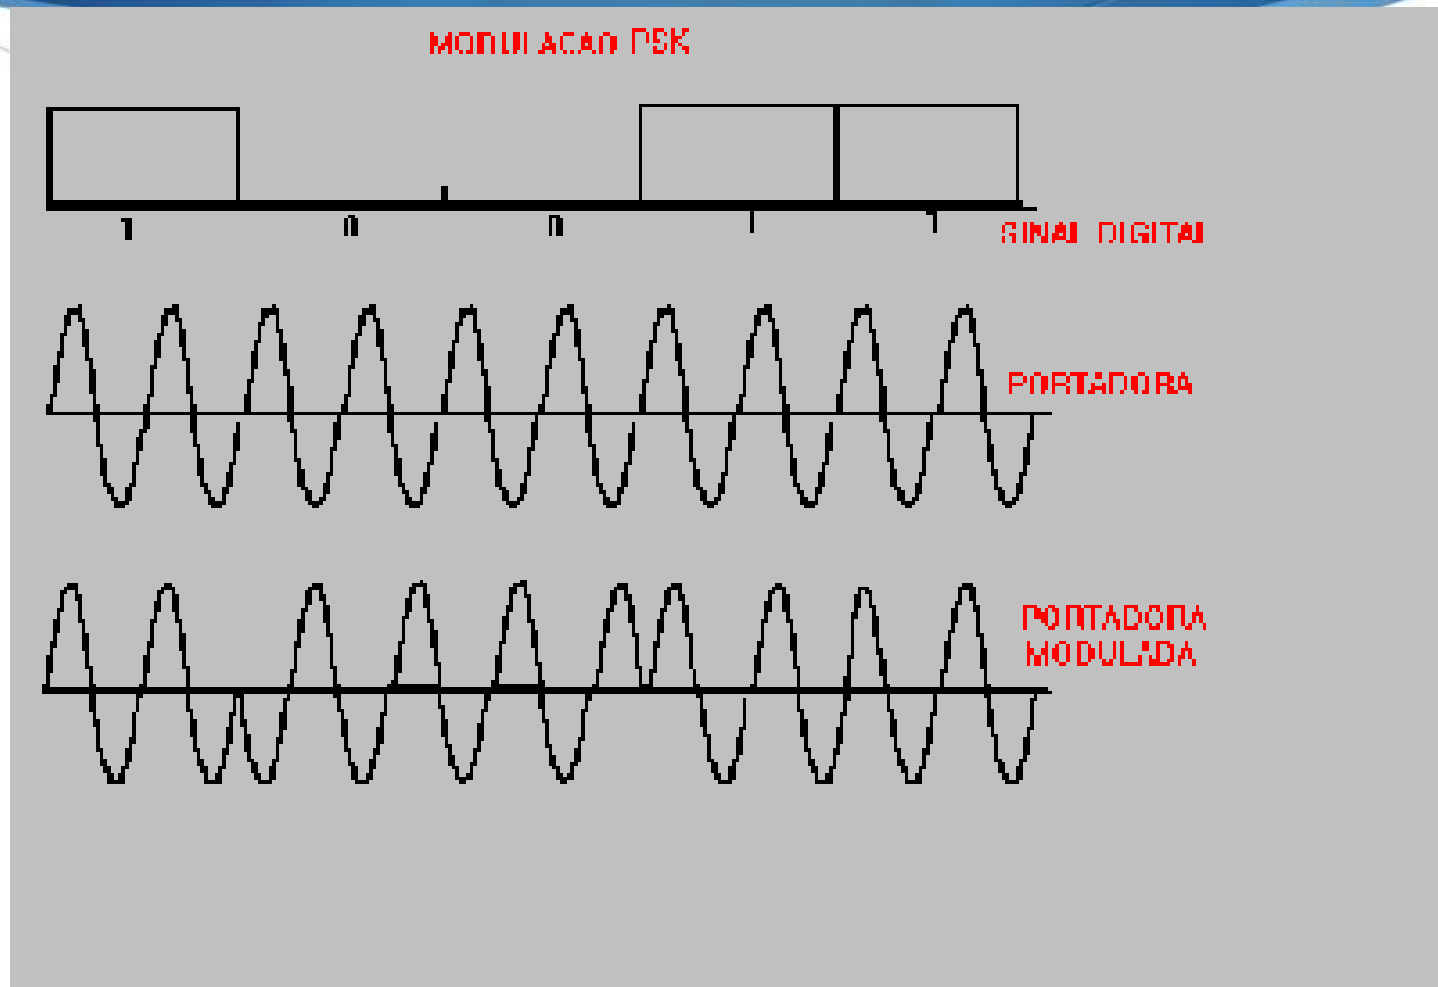 MODULACAO PSK
1 0 0 1 1
SINAL DIGITAL
PORTADORA
PORTADORA
MODULADA